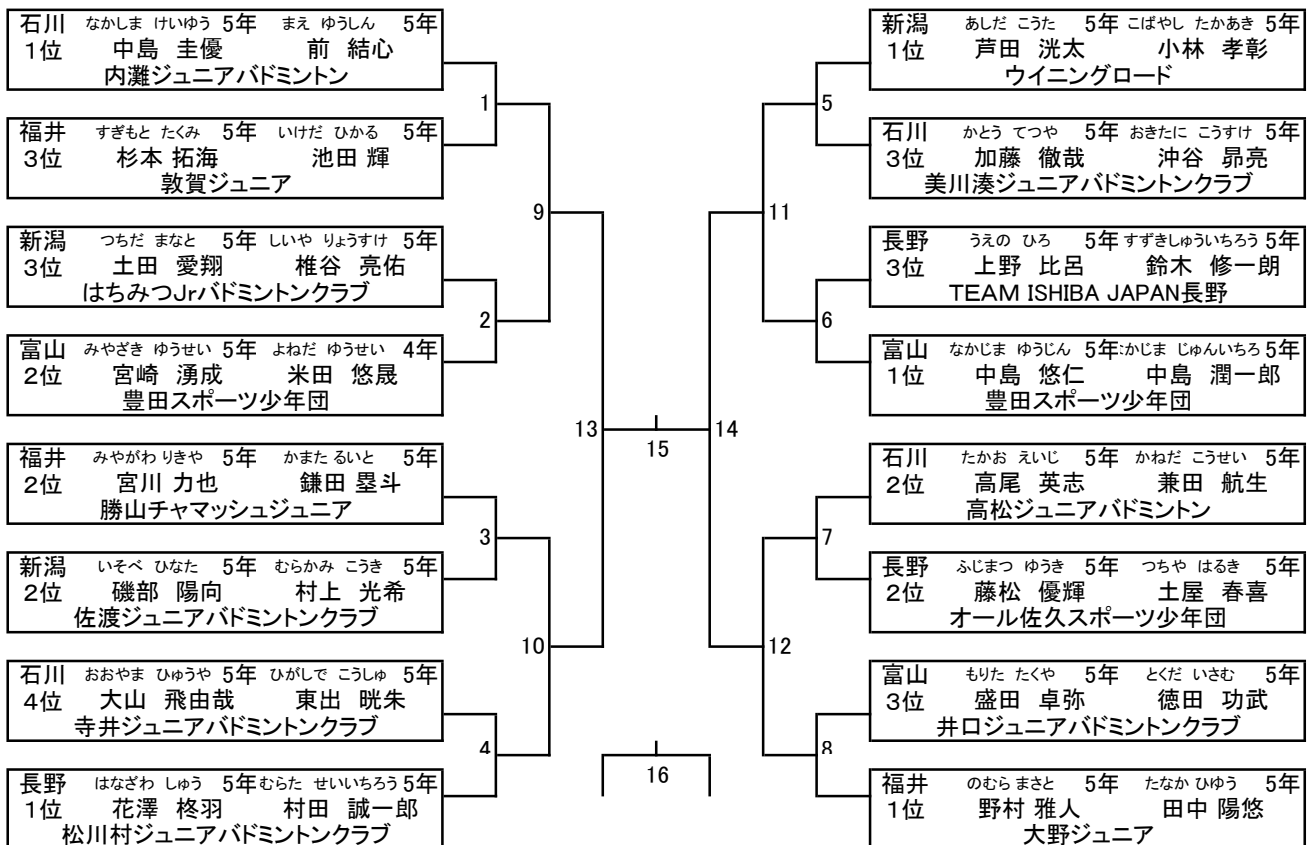 石川 なかしま けいゆう 5年 まえ ゆうしん 5年
1位 中島 圭優 前 結心
内灘ジュニアバドミントン
1
福井 すぎもと たくみ 5年 いけだ ひかる 5年
3位 杉本 拓海 池田 輝
敦賀ジュニア
9
新潟 つちだ まなと 5年 しいや りょうすけ 5年
3位 土田 愛翔 椎谷 亮佑
はちみつJrバドミントンクラブ
2
富山 みやざき ゆうせい 5年 よねだ ゆうせい 4年
2位 宮崎 湧成 米田 悠晟
豊田スポーツ少年団
13
福井 みやがわ りきや 5年 かまた るいと 5年
2位 宮川 力也 鎌田 塁斗
勝山チャマッシュジュニア
3
新潟 いそべ ひなた 5年 むらかみ こうき 5年
2位 磯部 陽向 村上 光希
佐渡ジュニアバドミントンクラブ
10
石川 おおやま ひゅうや 5年 ひがしで こうしゅ 5年
4位 大山 飛由哉 東出 晄朱
寺井ジュニアバドミントンクラブ
4
長野 はなざわ しゅう 5年 むらた せいいちろう 5年
1位 花澤 柊羽 村田 誠一郎
松川村ジュニアバドミントンクラブ
15
16
新潟 あしだ こうた 5年 こばやし たかあき 5年
1位 芦田 洸太 小林 孝彰
ウイニングロード
5
石川 かとう てつや 5年 おきたに こうすけ 5年
3位 加藤 徹哉 沖谷 昴亮
美川湊ジュニアバドミントンクラブ
11
長野 うえの ひろ 5年 すずきしゅういちろう 5年
3位 上野 比呂 鈴木 修一朗
TEAM ISHIBA JAPAN長野
6
富山 なかじま ゆうじん 5年 かじま じゅんいちろ 5年
1位 中島 悠仁 中島 潤一郎
豊田スポーツ少年団
14
石川 たかお えいじ 5年 かねだ こうせい 5年
2位 高尾 英志 兼田 航生
高松ジュニアバドミントン
7
長野 ふじまつ ゆうき 5年 つちや はるき 5年
2位 藤松 優輝 土屋 春喜
オール佐久スポーツ少年団
12
富山 もりた たくや 5年 とくだ いさむ 5年
3位 盛田 卓弥 徳田 功武
井口ジュニアバドミントンクラブ
8
福井 のむら まさと 5年 たなか ひゆう 5年
1位 野村 雅人 田中 陽悠
大野ジュニア